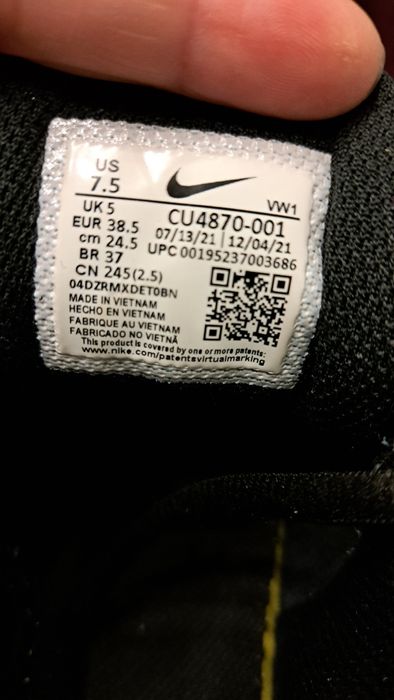 US
7.5
VW1
UK 5
EUR 38.5
cm 24.5
BR 37
CN 245(2.5)
CU4870-001
07/13/21 | 12/04/21
UPC 00195237003686
04DZRMXDET0BN
MADE IN VIETNAM
HECHO EN VIETNAM
FABRIQUE AU VIETNAM
FABRICADO NO VIETNÃ
This product is covered by one or more patents:
www.nike.com/patentsvirtualmarking